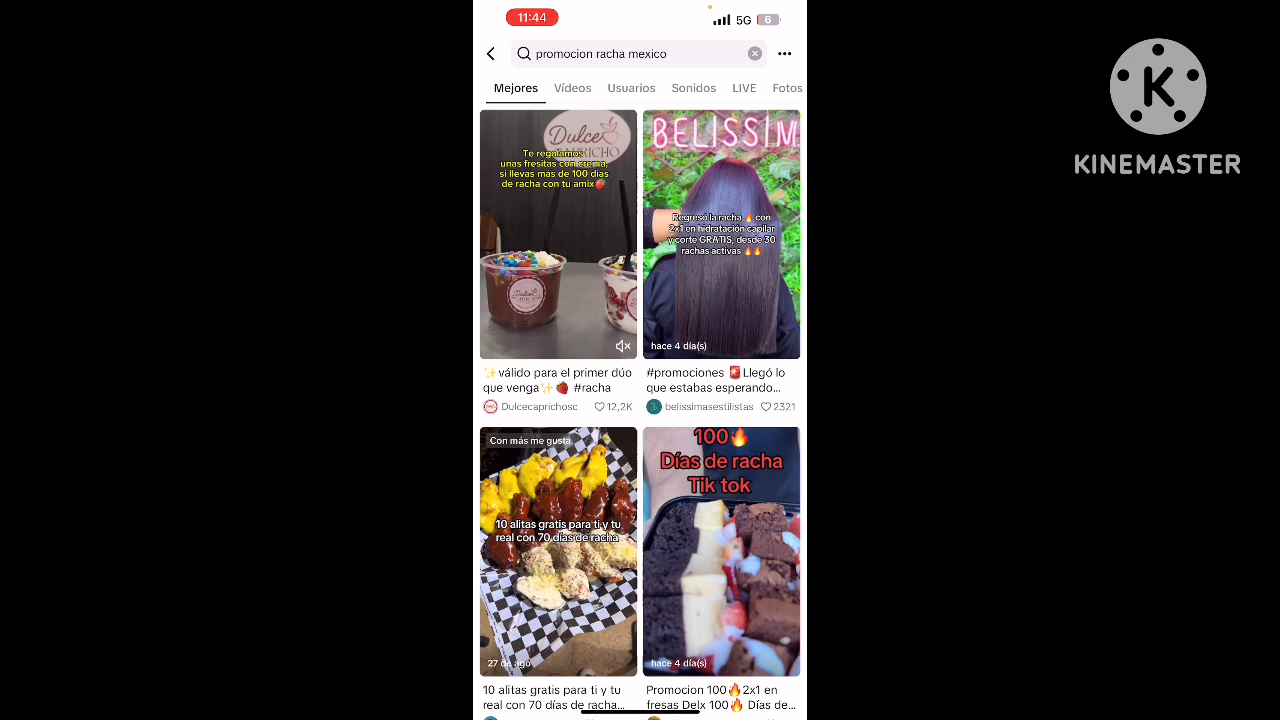 11:44
5G
6
promocion racha mexico
Mejores
Vídeos
Usuarios
Sonidos
LIVE
Fotos
Dulce
Te regalamos
unas fresitas con crema,
si llevas más de 100 días
de racha con tu amix🍓
✨válido para el primer dúo
que venga✨🍓 #racha
Dulcecaprichosc
12,2K
BELISSIM
Regresó la racha 🔥 con
2x1 en hidratación capilar
y corte GRATIS, desde 30
rachas activas 🔥🔥
hace 4 día(s)
#promociones 🚨Llegó lo
que estabas esperando...
belissimasestilistas
2321
Con más me gusta
10 alitas gratis para ti y tu
real con 70 días de racha
27 de ago
10 alitas gratis para ti y tu
real con 70 días de racha...
100🔥
Días de racha
Tik tok
hace 4 día(s)
Promocion 100🔥2x1 en
fresas Delx 100🔥 Días de...
K
KINEMASTER